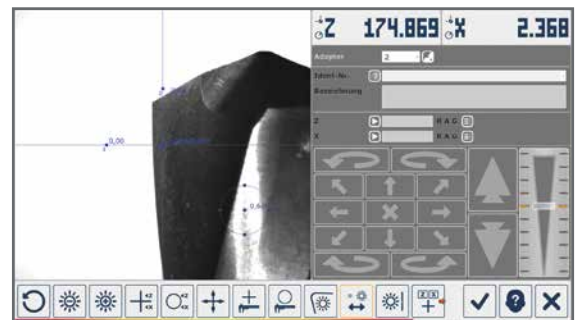 Z 174.869 X 2.368
Adapter 2
Ident-Nr.
Bezeichnung
Z R A G
X R A G
0,00